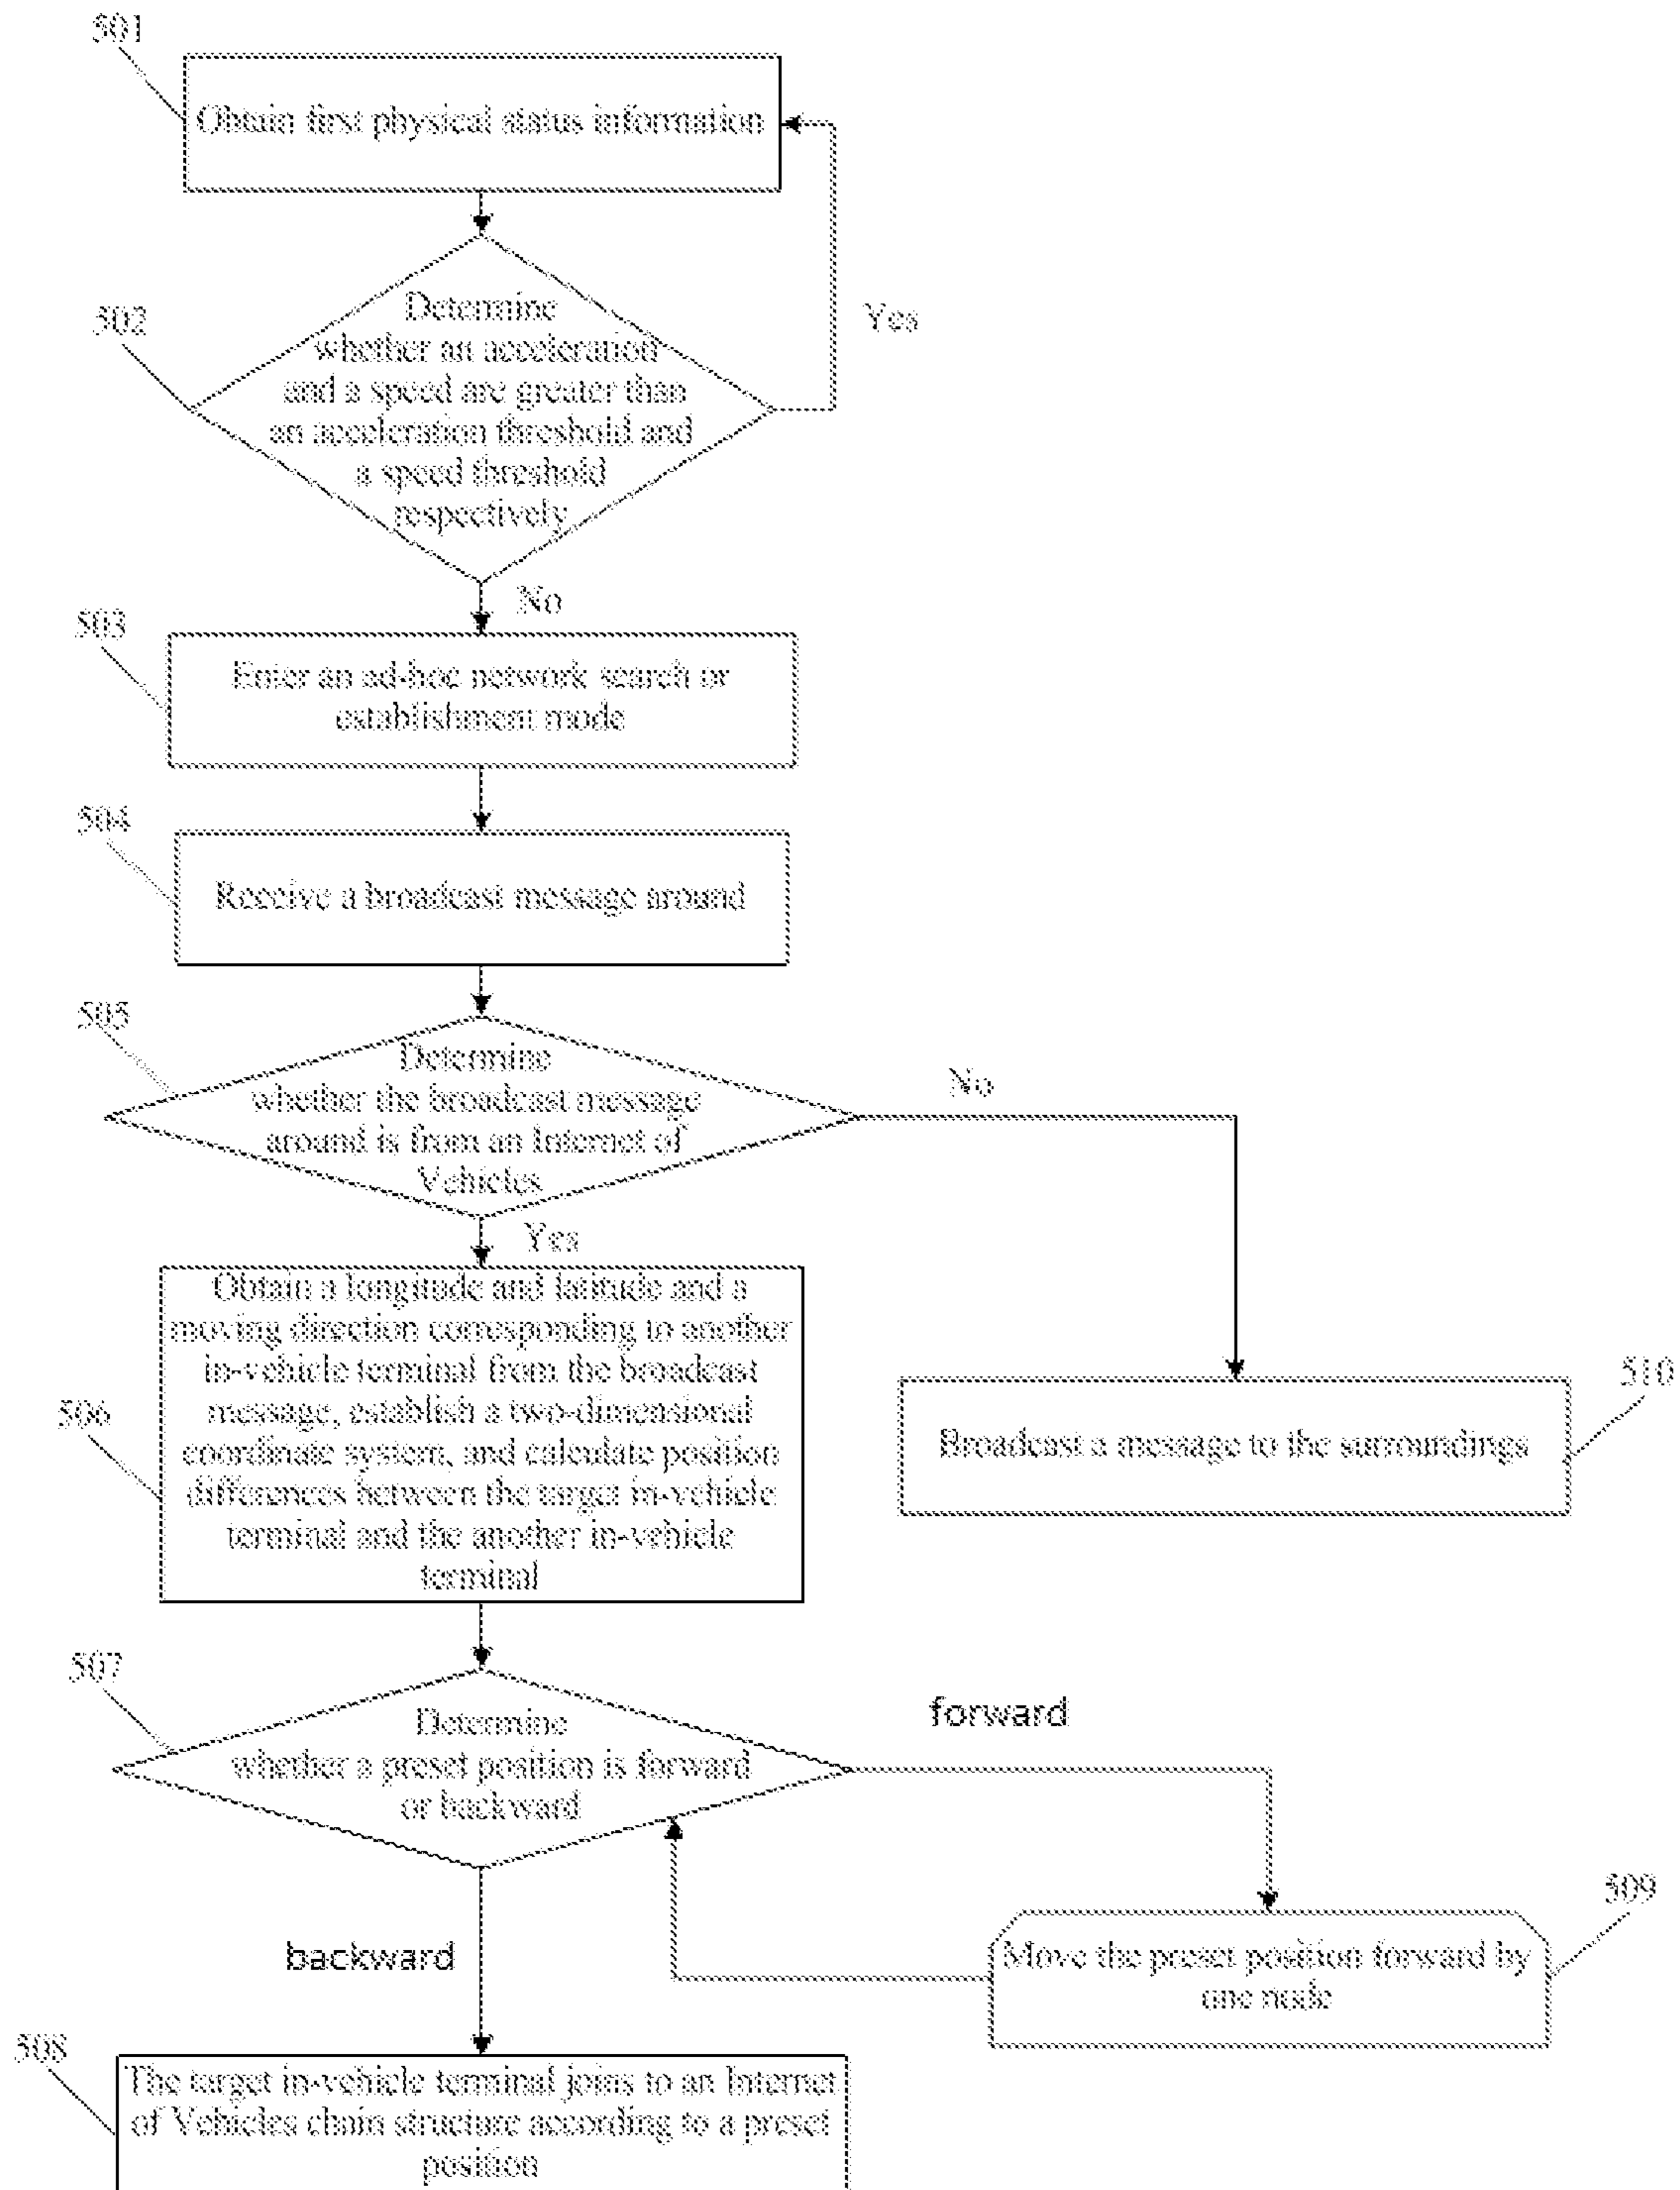 501
Obtain first physical status information
502
Determine
whether an acceleration
and a speed are greater than
an acceleration threshold and
a speed threshold
respectively
Yes
No
503
Enter an ad-hoc network search or
establishment mode
504
Receive a broadcast message around
505
Determine
whether the broadcast message
around is from an Internet of
Vehicles
No
Yes
506
Obtain a longitude and latitude and a
moving direction corresponding to another
in-vehicle terminal from the broadcast
message, establish a two-dimensional
coordinate system, and calculate position
differences between the target in-vehicle
terminal and the another in-vehicle
terminal
510
Broadcast a message to the surroundings
507
Determine
whether a preset position is forward
or backward
forward
backward
509
Move the preset position forward by
one node
508
The target in-vehicle terminal joins to an Internet
of Vehicles chain structure according to a preset
position